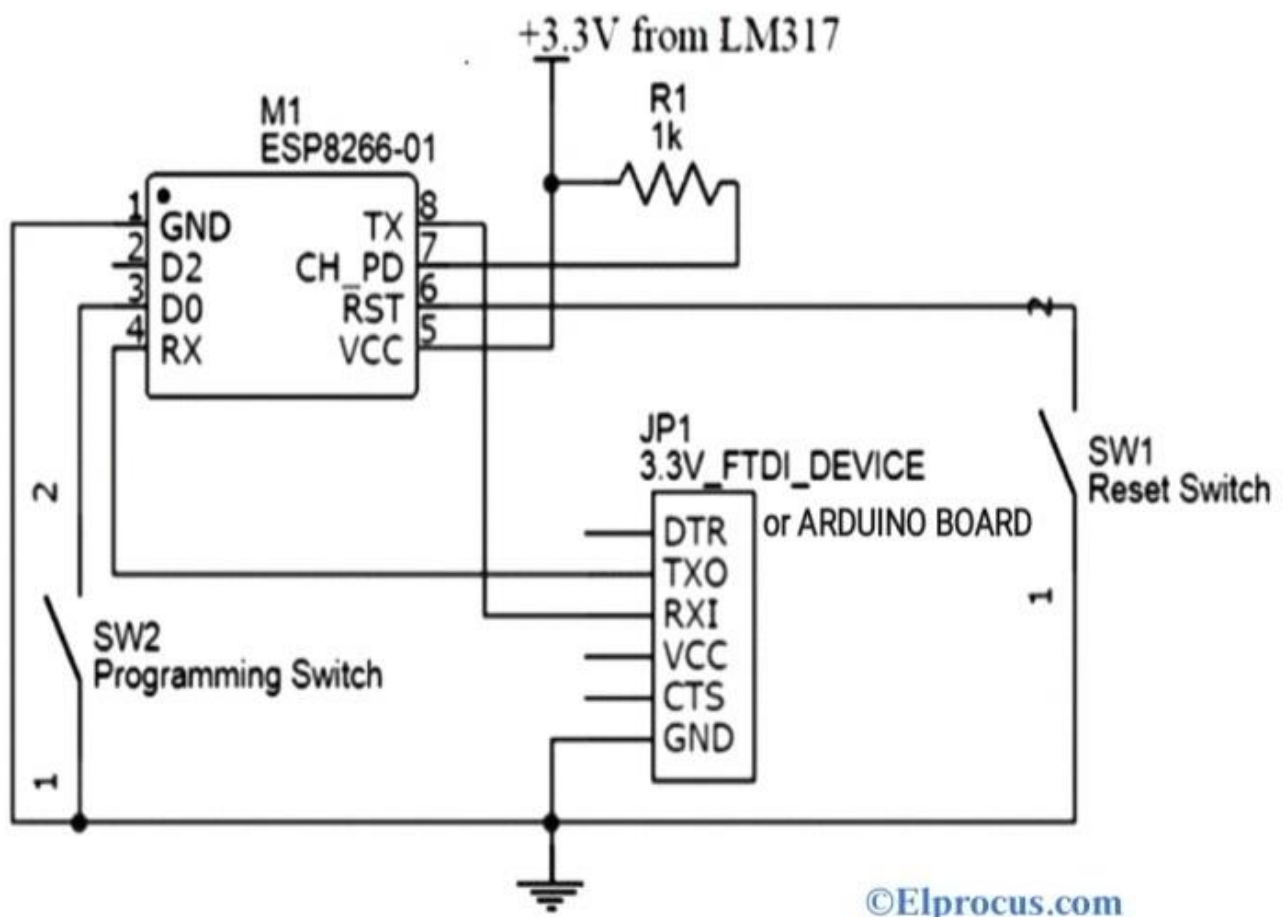 +3.3V from LM317
R1
1k
M1
ESP8266-01
1
GND
TX
8
2
D2
CH_PD
7
3
D0
RST
6
4
RX
VCC
5
2
JP1
3.3V_FTDI_DEVICE
or ARDUINO BOARD
DTR
TXO
RXI
VCC
CTS
GND
SW1
Reset Switch
2
1
SW2
Programming Switch
1
©Elprocus.com